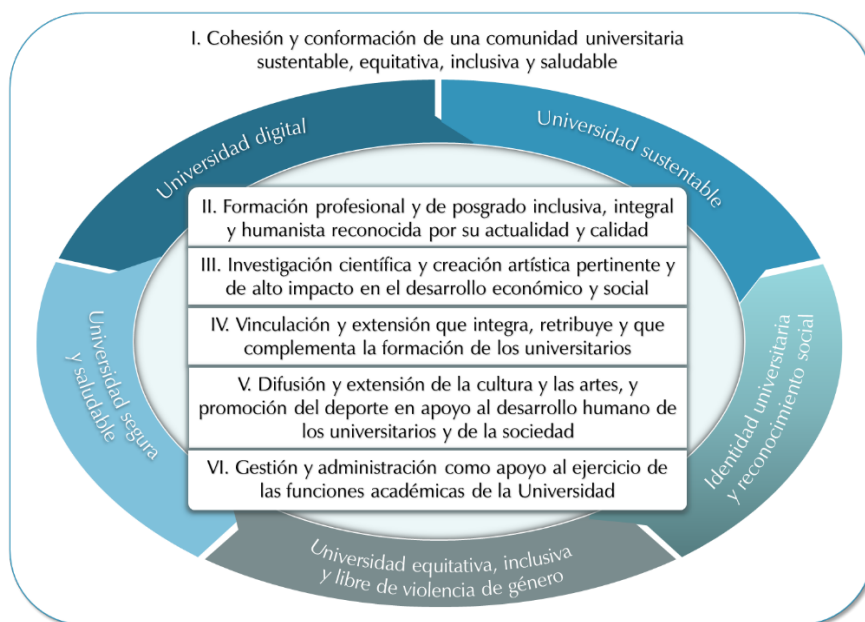 I. Cohesión y conformación de una comunidad universitaria
sustentable, equitativa, inclusiva y saludable
Universidad digital
Universidad sustentable
II. Formación profesional y de posgrado inclusiva, integral
y humanista reconocida por su actualidad y calidad
III. Investigación científica y creación artística pertinente y
de alto impacto en el desarrollo económico y social
IV. Vinculación y extensión que integra, retribuye y que
complementa la formación de los universitarios
V. Difusión y extensión de la cultura y las artes, y
promoción del deporte en apoyo al desarrollo humano de
los universitarios y de la sociedad
VI. Gestión y administración como apoyo al ejercicio de
las funciones académicas de la Universidad
Universidad segura
y saludable
Identidad universitaria
y reconocimiento social
Universidad equitativa, inclusiva
y libre de violencia de género